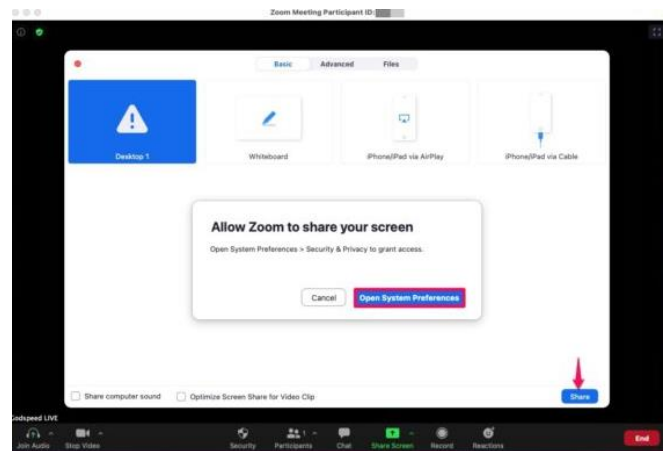 Zoom Meeting Participant ID:
Basic Advanced Files
Desktop 1
Whiteboard
iPhone/iPad via AirPlay
iPhone/iPad via Cable
Allow Zoom to share your screen
Open System Preferences > Security & Privacy to grant access.
Cancel
Open System Preferences
Share computer sound
Optimize Screen Share for Video Clip
Share
Godspeed LIVE
Join Audio
Stop Video
Security
Participants
1
Chat
Share Screen
Record
Reactions
End